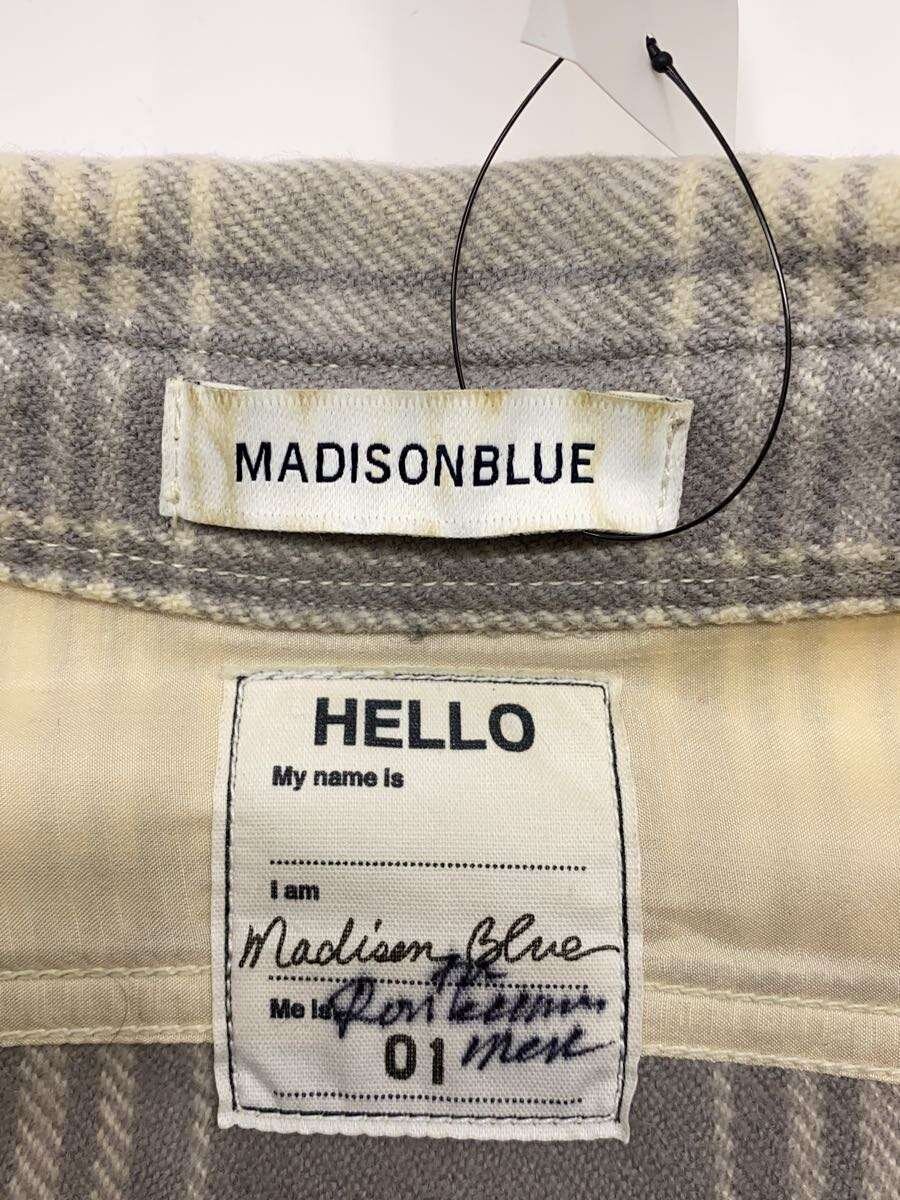 MADISONBLUE
HELLO
My name is
I am
Madison Blue
Me is
01